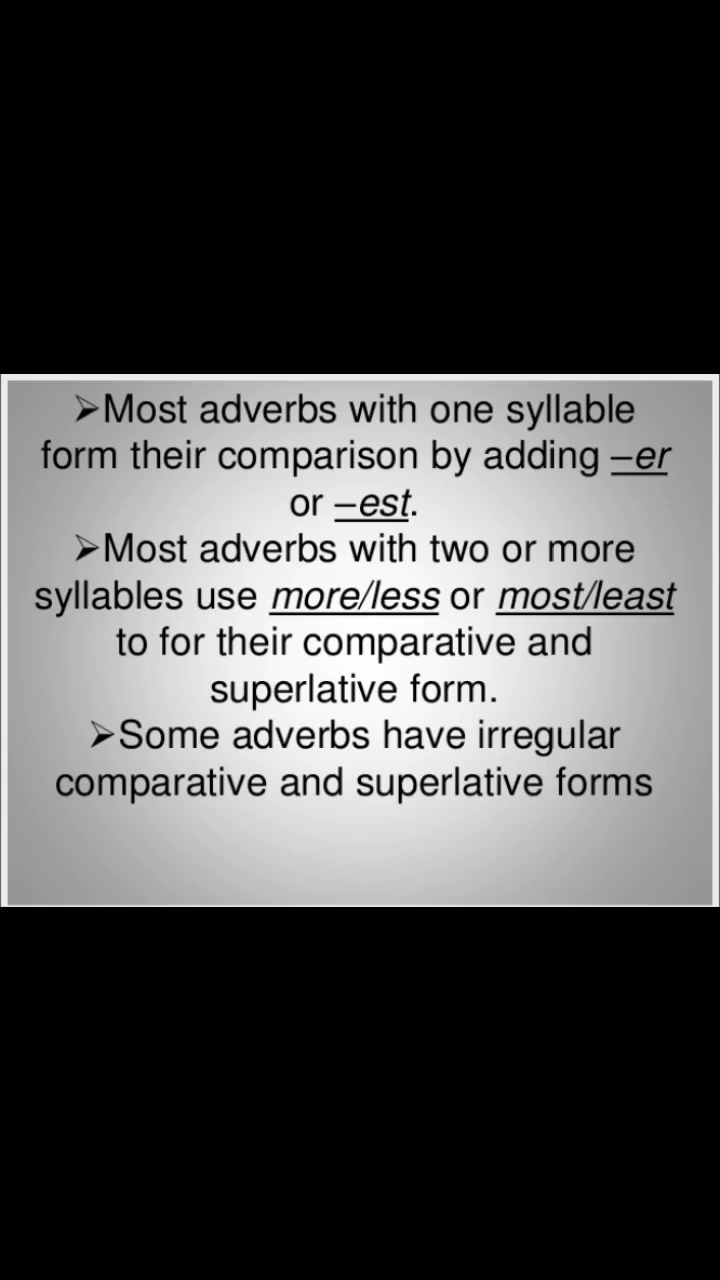 ➢Most adverbs with one syllable
form their comparison by adding –er
or –est.
➢Most adverbs with two or more
syllables use more/less or most/least
to for their comparative and
superlative form.
➢Some adverbs have irregular
comparative and superlative forms